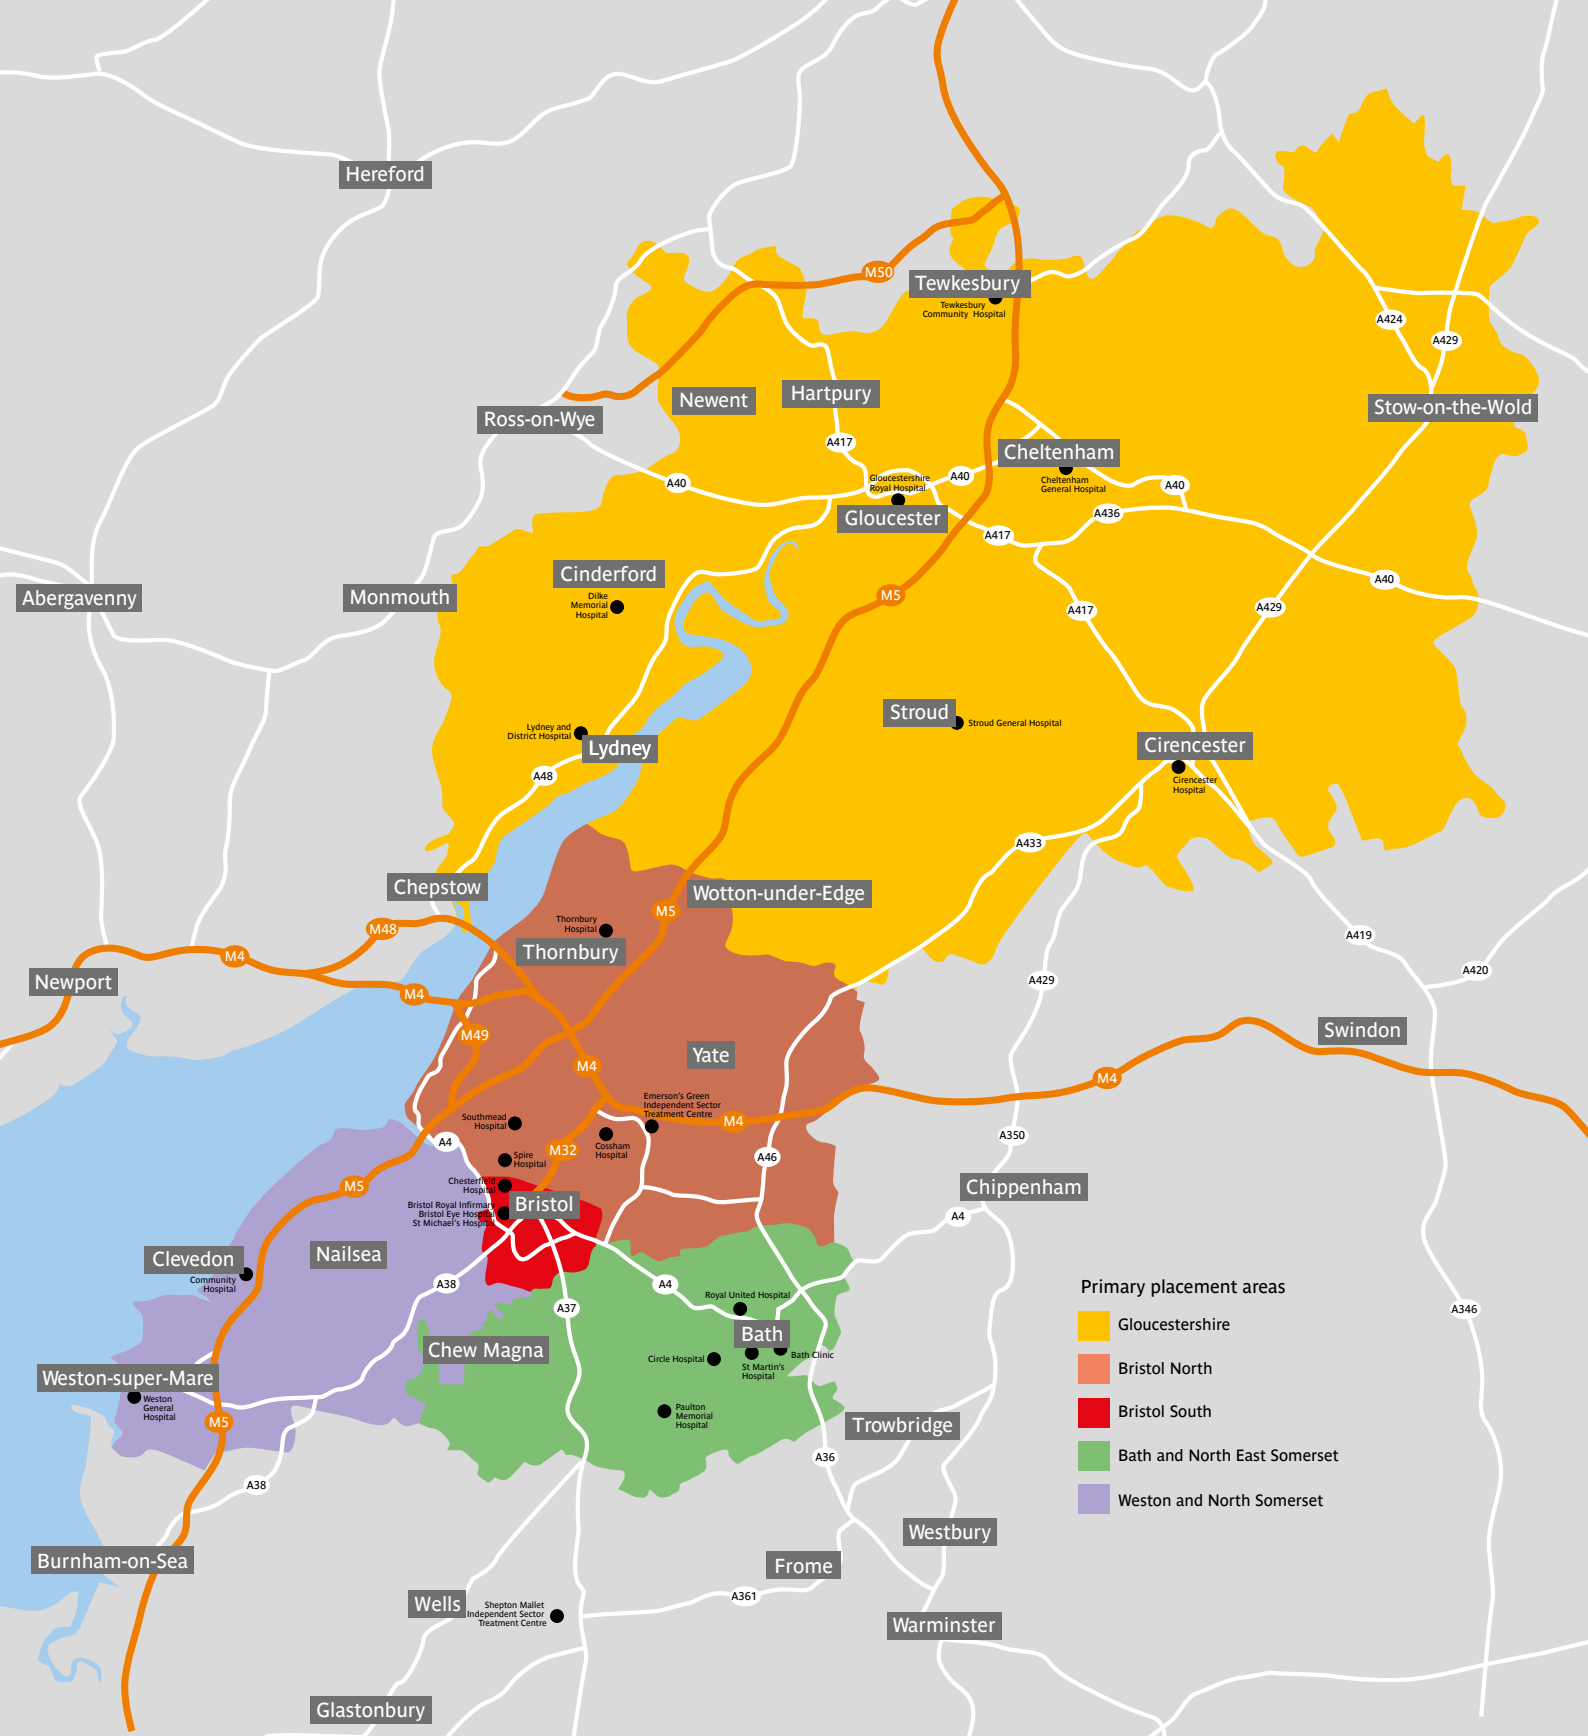 Hereford
M50
Tewkesbury
Tewkesbury
Community Hospital
A424
A429
Newent
Hartpury
Ross-on-Wye
Stow-on-the-Wold
A417
Cheltenham
Cheltenham
General Hospital
A40
Gloucestershire
Royal Hospital
A40
A40
Gloucester
A436
A417
Cinderford
Dilke
Memorial
Hospital
Abergavenny
Monmouth
M5
A417
A429
A40
Stroud
Stroud General Hospital
Lydney and
District Hospital
Lydney
Cirencester
Cirencester
Hospital
A48
A433
Chepstow
Wotton-under-Edge
M5
Thornbury
Hospital
Thornbury
M48
M4
A419
A420
Newport
M4
A429
M49
Swindon
Yate
M4
M4
Emerson's Green
Independent Sector
Treatment Centre
M4
Southmead
Hospital
A4
Cossham
Hospital
M32
Spire
Hospital
A46
A350
Chesterfield
Hospital
M5
Chippenham
Bristol Royal Infirmary
Bristol Eye Hospital
St Michael's Hospital
Bristol
A4
Clevedon
Community
Hospital
Nailsea
A38
A4
A37
Royal United Hospital
Bath
Bath Clinic
Circle Hospital
St Martin's
Hospital
Chew Magna
Weston-super-Mare
Weston
General
Hospital
M5
Paulton
Memorial
Hospital
Trowbridge
A36
A38
A346
Primary placement areas
Gloucestershire
Bristol North
Bristol South
Bath and North East Somerset
Weston and North Somerset
Westbury
Burnham-on-Sea
Frome
A361
Wells
Shepton Mallet
Independent Sector
Treatment Centre
Warminster
Glastonbury